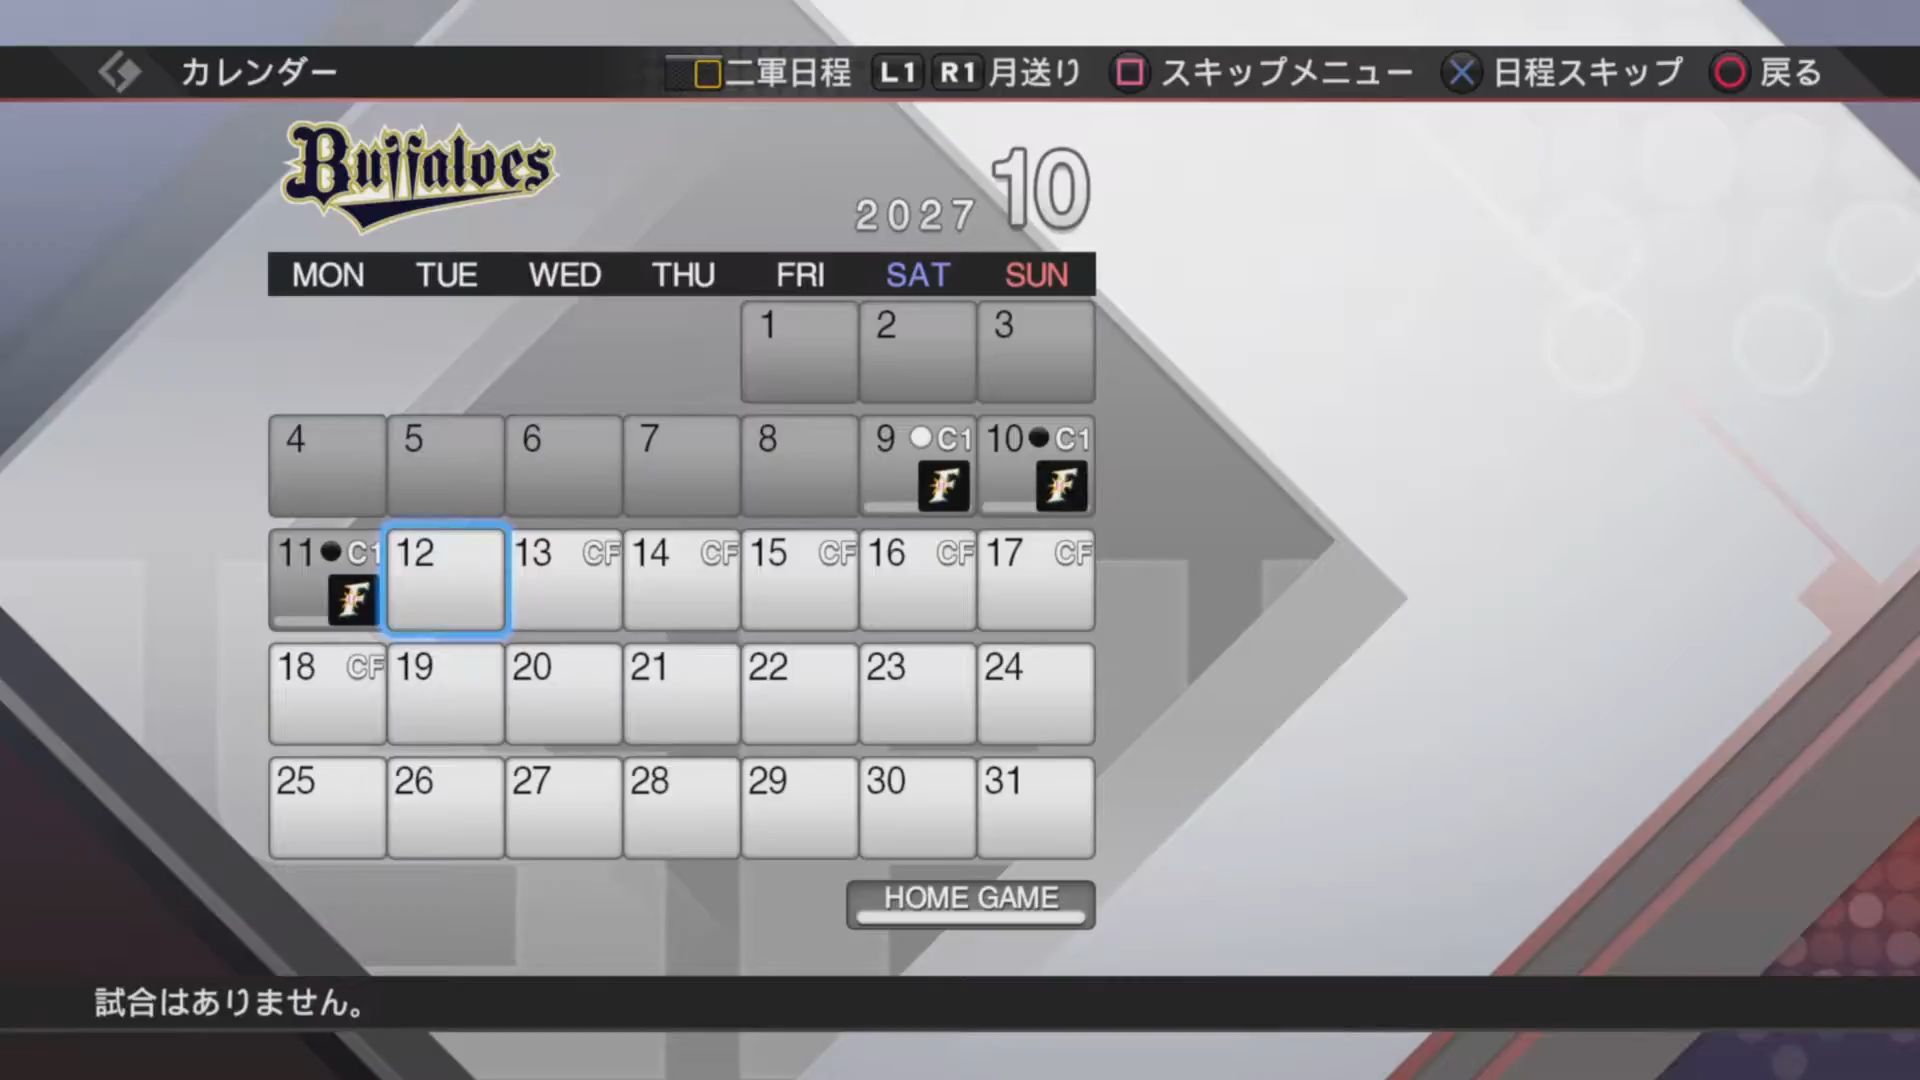 カレンダー 二軍日程 L1 R1 月送り スキップメニュー 日程スキップ 戻る
Buffaloes
2027 10
MON TUE WED THU FRI SAT SUN
1 2 3
4 5 6 7 8 9 C1 10 C1
F F
11 C1 12 13 CF 14 CF 15 CF 16 CF 17 CF
F
18 CF 19 20 21 22 23 24
25 26 27 28 29 30 31
HOME GAME
試合はありません。